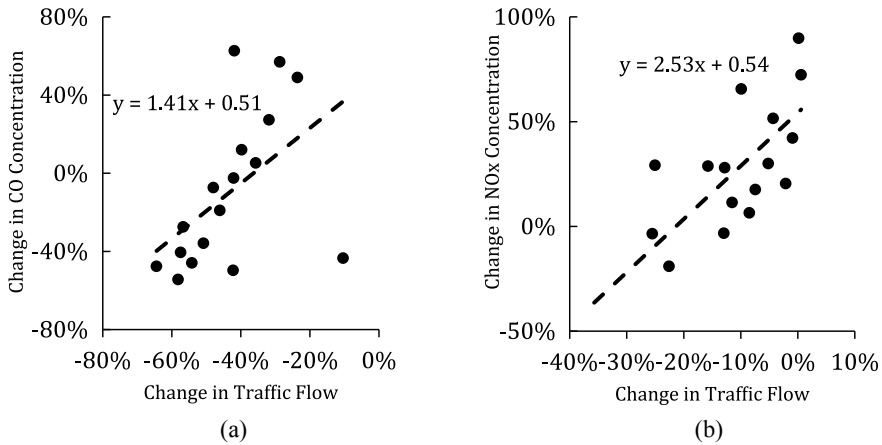 80%
40%
0%
-40%
-80%
Change in CO Concentration
y = 1.41x + 0.51
-80% -60% -40% -20% 0%
Change in Traffic Flow
(a)
100%
50%
0%
-50%
Change in NOx Concentration
y = 2.53x + 0.54
-40% -30% -20% -10% 0% 10%
Change in Traffic Flow
(b)